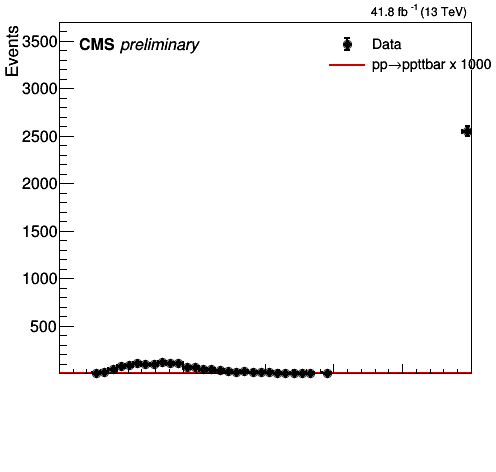 41.8 fb⁻¹ (13 TeV)
Events
CMS preliminary
Data
pp→ppttbar x 1000
3500
3000
2500
2000
1500
1000
500